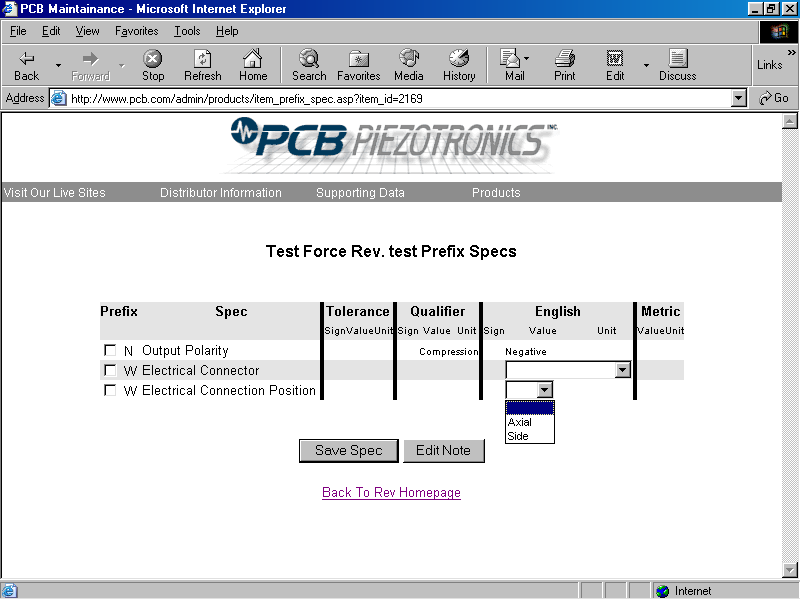 PCB Maintainance - Microsoft Internet Explorer
File Edit View Favorites Tools Help
Back Forward Stop Refresh Home Search Favorites Media History Mail Print Edit Discuss Links »
Address http://www.pcb.com/admin/products/item_prefix_spec.asp?item_id=2169 Go
PCB PIEZOTRONICS INC.
Visit Our Live Sites Distributor Information Supporting Data Products
Test Force Rev. test Prefix Specs
Prefix Spec Tolerance Qualifier English Metric
SignValueUnit Sign Value Unit Sign Value Unit ValueUnit
N Output Polarity Compression Negative
W Electrical Connector
W Electrical Connection Position
Axial
Side
Save Spec Edit Note
Back To Rev Homepage
Internet